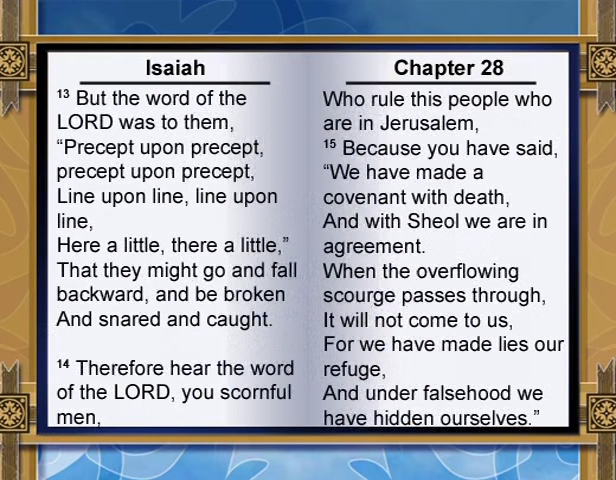 Isaiah
¹³ But the word of the
LORD was to them,
“Precept upon precept,
precept upon precept,
Line upon line, line upon
line,
Here a little, there a little,”
That they might go and fall
backward, and be broken
And snared and caught.
¹⁴ Therefore hear the word
of the LORD, you scornful
men,
Chapter 28
Who rule this people who
are in Jerusalem,
¹⁵ Because you have said,
“We have made a
covenant with death,
And with Sheol we are in
agreement.
When the overflowing
scourge passes through,
It will not come to us,
For we have made lies our
refuge,
And under falsehood we
have hidden ourselves.”